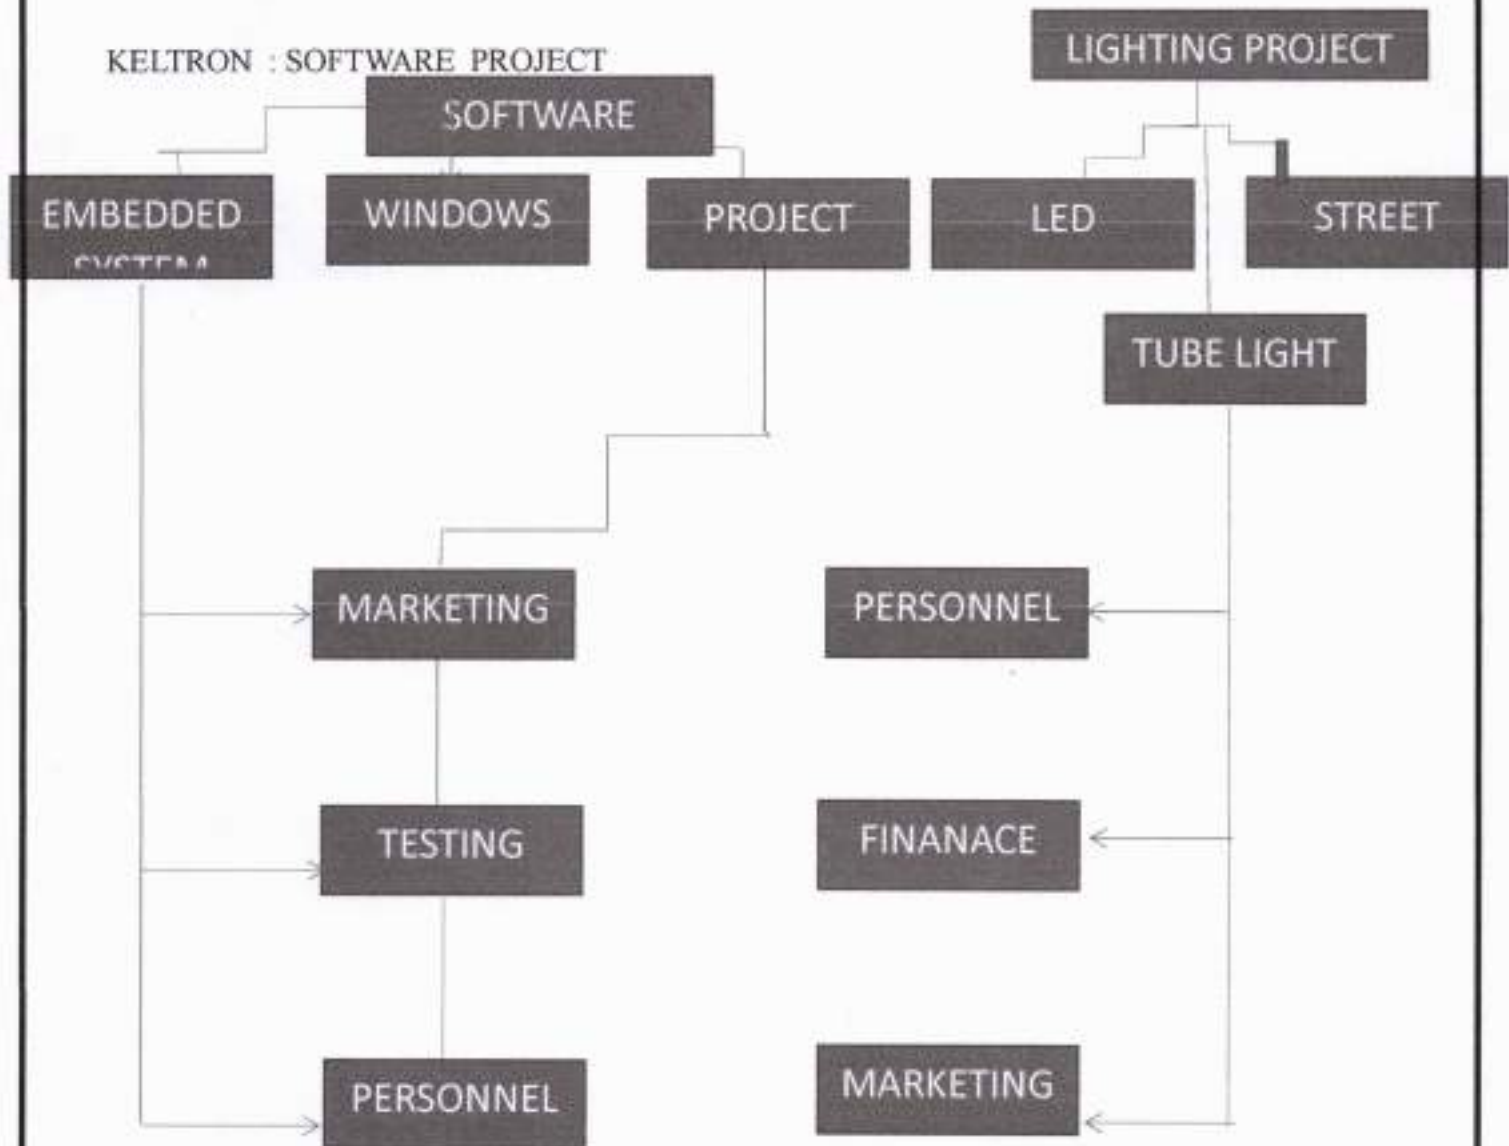 LIGHTING PROJECT
KELTRON : SOFTWARE PROJECT
SOFTWARE
EMBEDDED
SYSTEM
WINDOWS
PROJECT
LED
STREET
TUBE LIGHT
MARKETING
PERSONNEL
TESTING
FINANACE
PERSONNEL
MARKETING